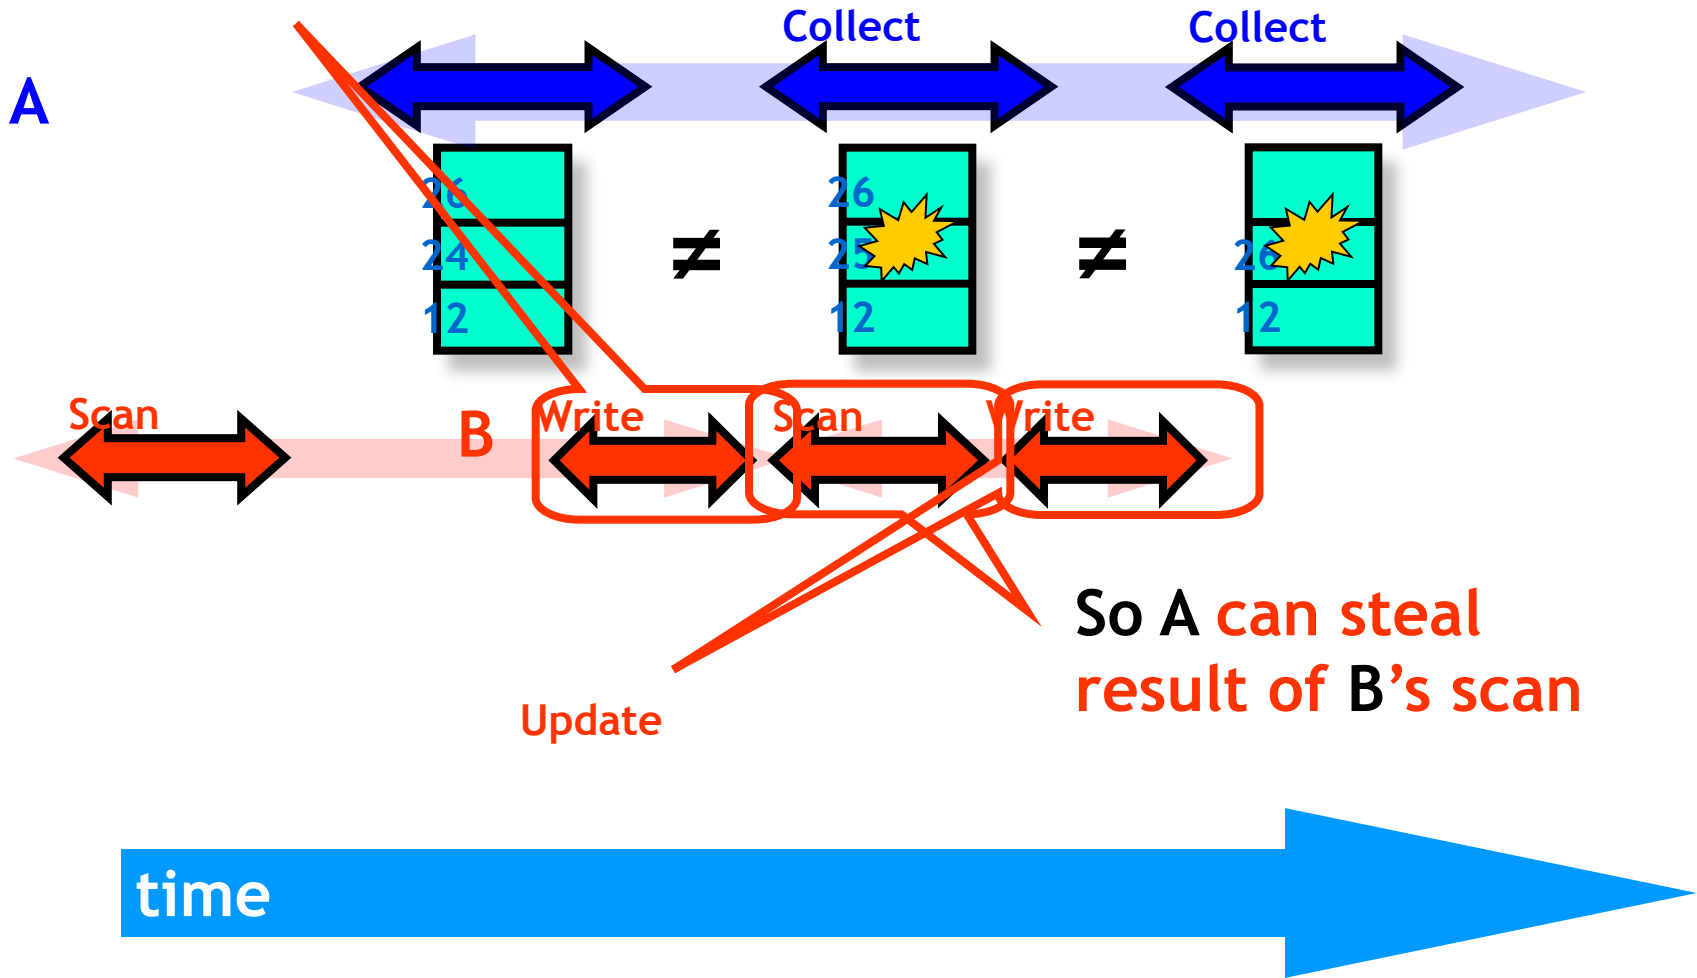 Collect
Collect
A
26
24
12
≠
26
25
12
≠
26
12
Scan
B
Write
Scan
Write
So A can steal
result of B’s scan
Update
time